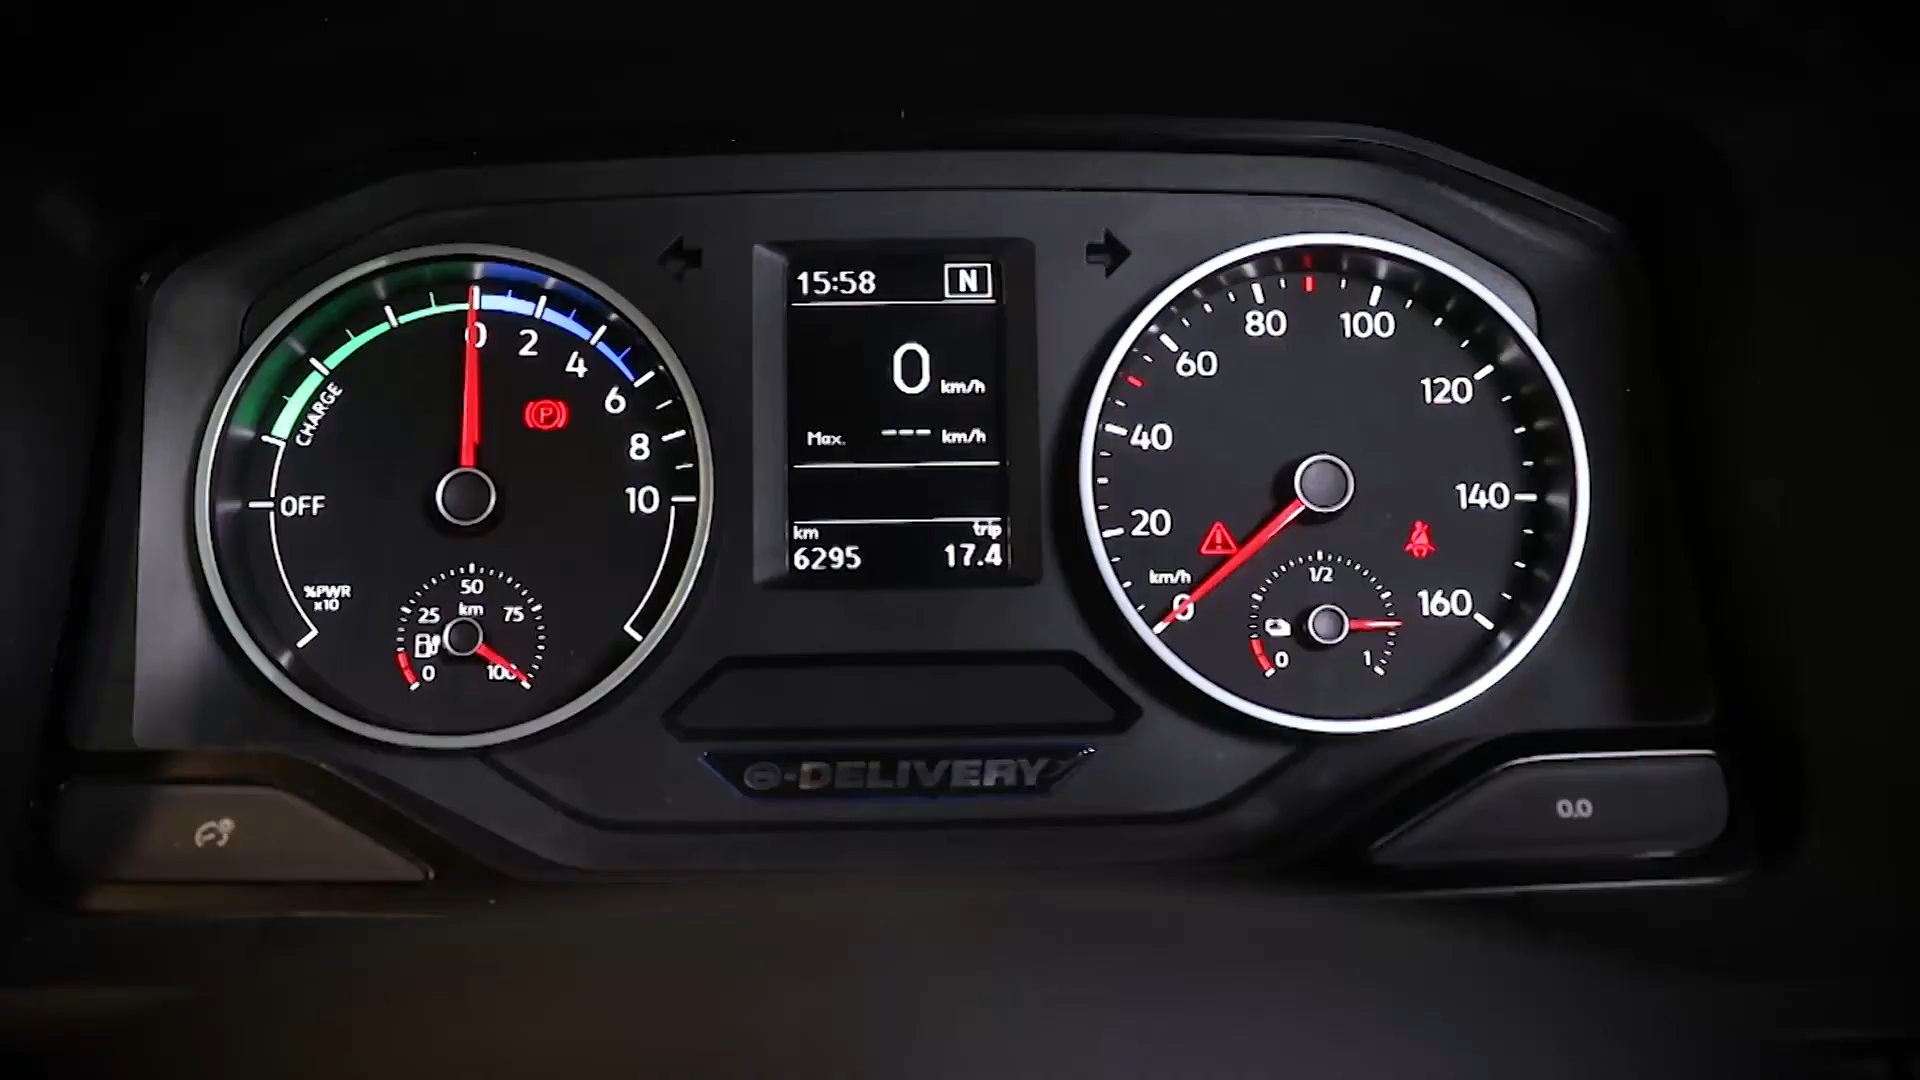 0
2
4
6
8
10
CHARGE
OFF
%PWR
x10
50
25 km 75
0 100
P
15:58 N
0 km/h
Max. --- km/h
km trip
6295 17.4
80 100
60
120
40
140
20
km/h
0
160
1/2
0 1
e-DELIVERY
0.0